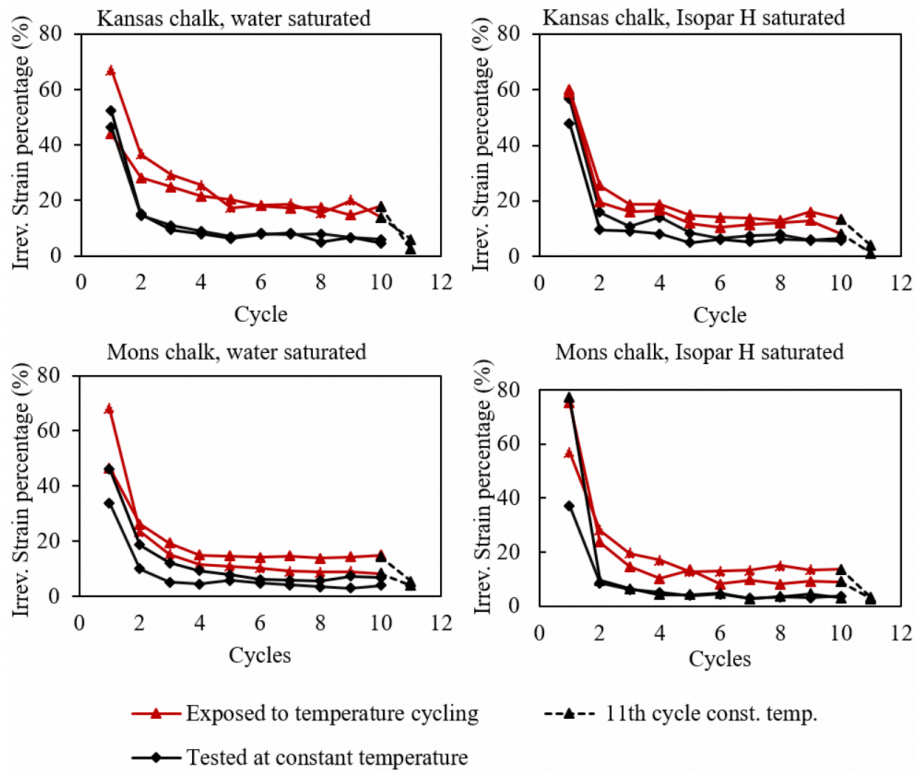 Kansas chalk, water saturated
Irrev. Strain percentage (%)
80
60
40
20
0
0 2 4 6 8 10 12
Cycle
Kansas chalk, Isopar H saturated
Irrev. Strain percentage (%)
80
60
40
20
0
0 2 4 6 8 10 12
Cycle
Mons chalk, water saturated
Irrev. Strain percentage (%)
80
60
40
20
0
0 2 4 6 8 10 12
Cycles
Mons chalk, Isopar H saturated
Irrev. Strain percentage (%)
80
60
40
20
0
0 2 4 6 8 10 12
Cycles
Exposed to temperature cycling
11th cycle const. temp.
Tested at constant temperature